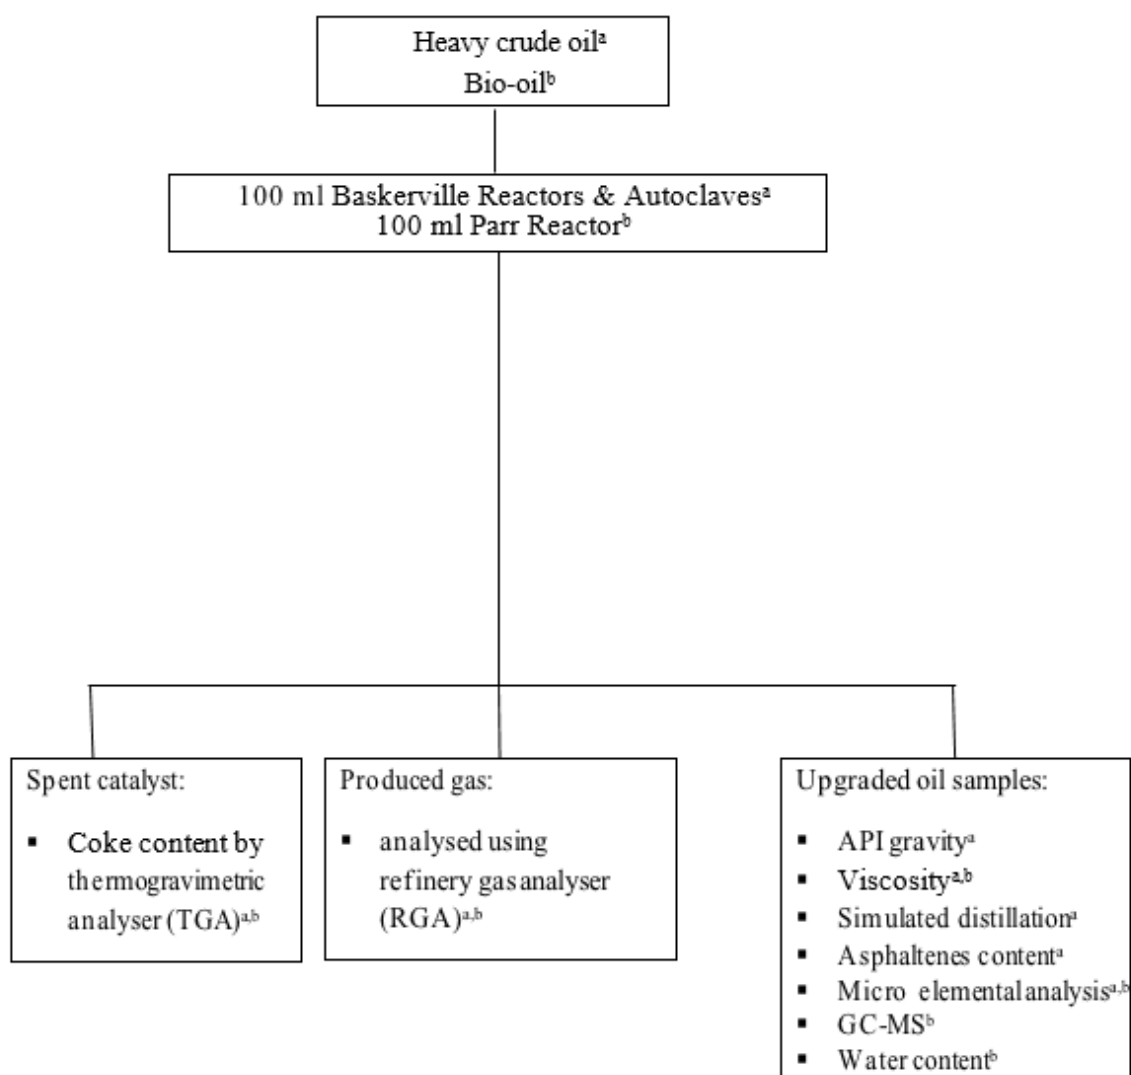 Heavy crude oilᵃ
Bio-oilᵇ
100 ml Baskerville Reactors & Autoclavesᵃ
100 ml Parr Reactorᵇ
Spent catalyst:
▪ Coke content by
thermogravimetric
analyser (TGA)ᵃ,ᵇ
Produced gas:
▪ analysed using
refinery gas analyser
(RGA)ᵃ,ᵇ
Upgraded oil samples:
▪ API gravityᵃ
▪ Viscosityᵃ,ᵇ
▪ Simulated distillationᵃ
▪ Asphaltenes contentᵃ
▪ Micro elemental analysisᵃ,ᵇ
▪ GC-MSᵇ
▪ Water contentᵇ